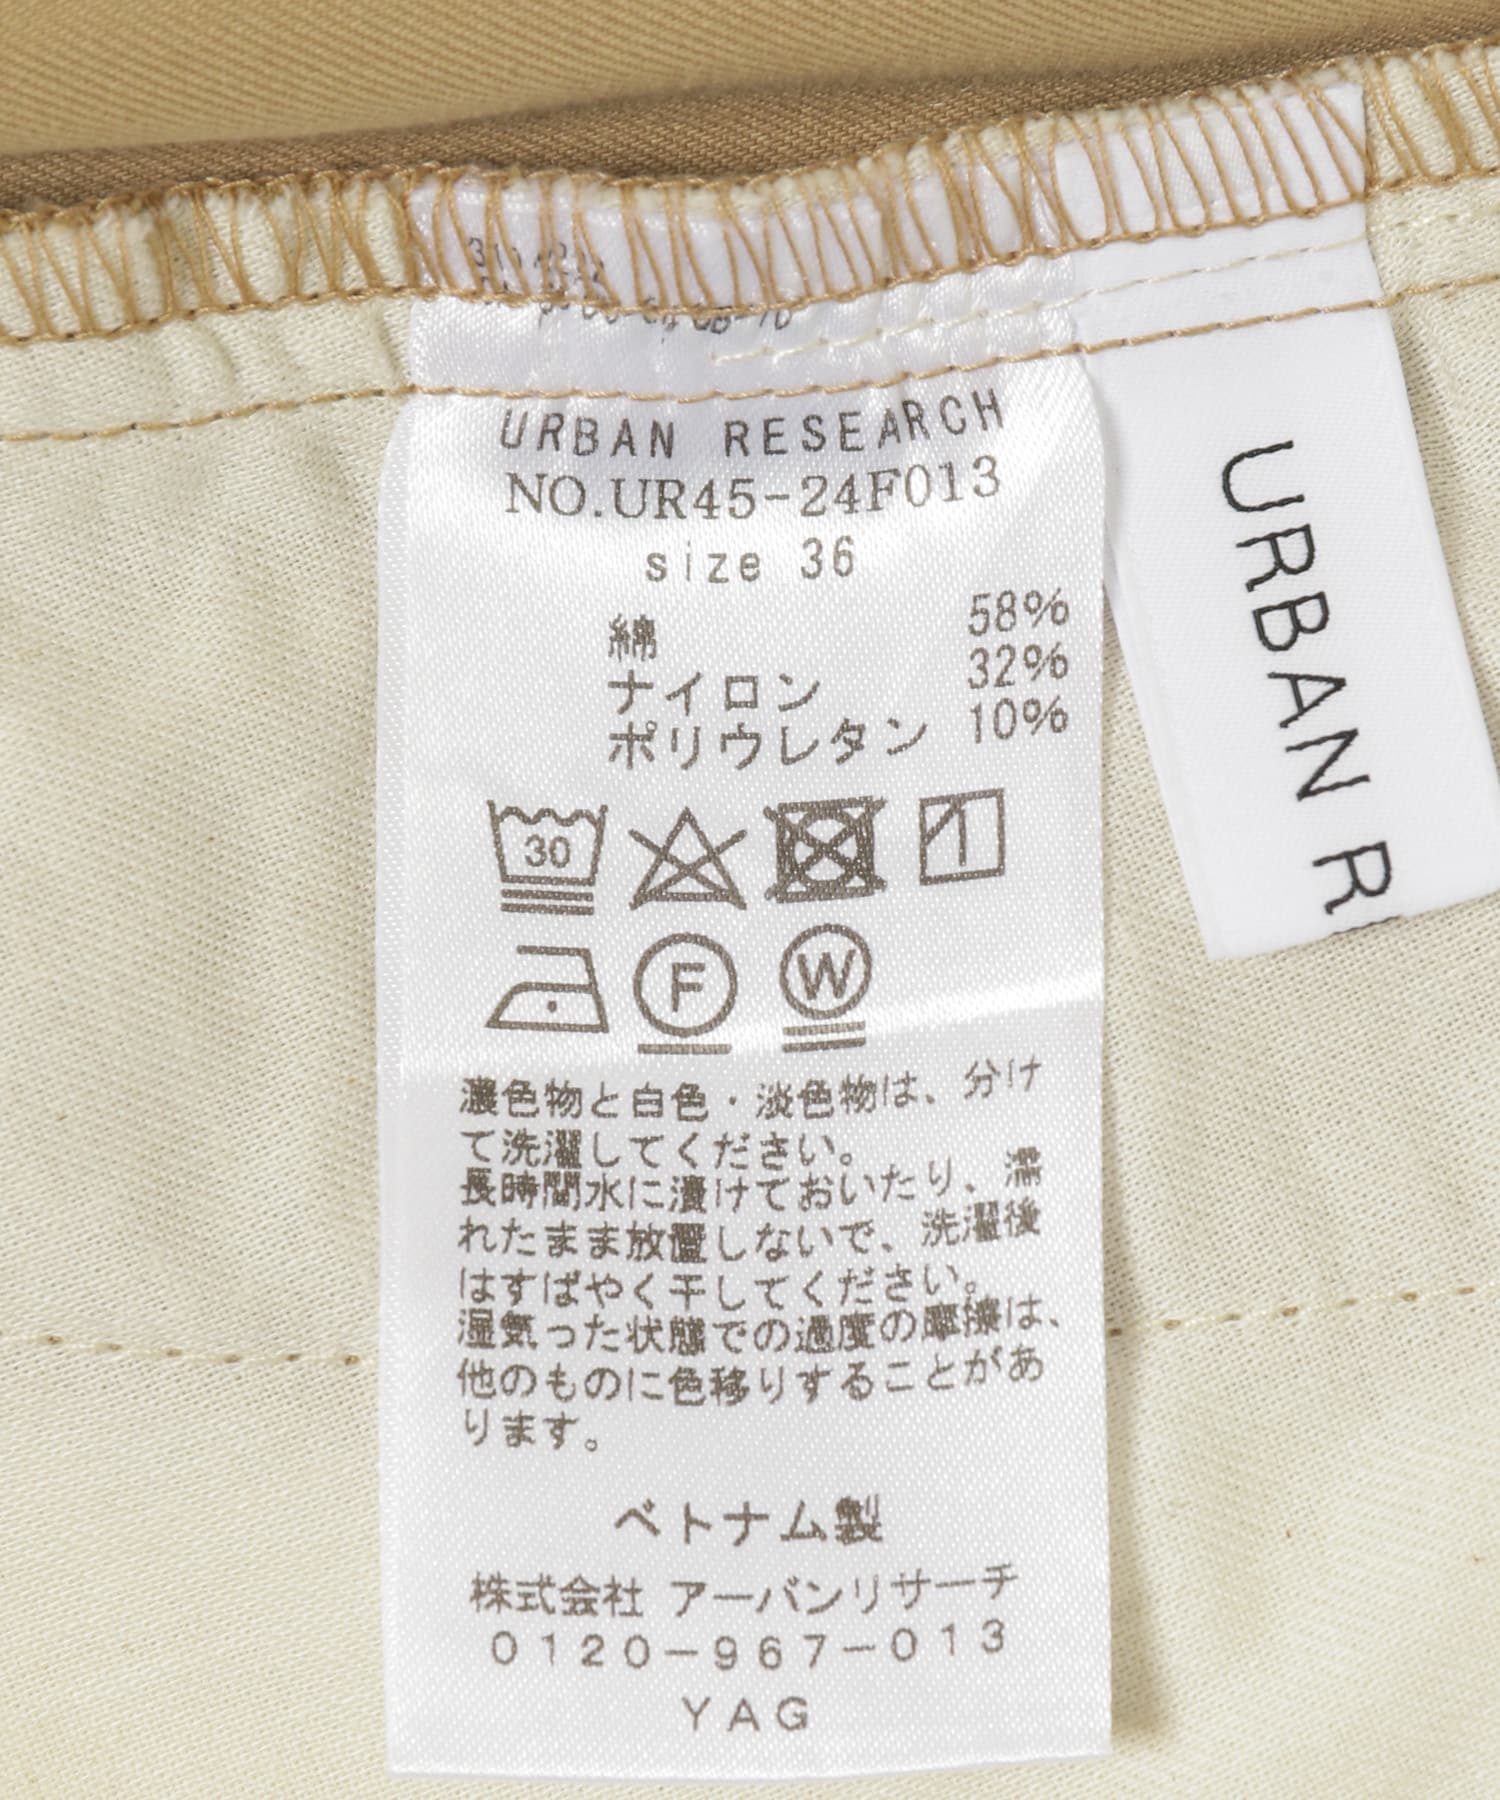 URBAN RESEARCH
NO.UR45-24F013
size 36
綿 58%
ナイロン 32%
ポリウレタン 10%
30
F
W
濃色物と白色・淡色物は、分け
て洗濯してください。
長時間水に漬けておいたり、濡
れたまま放置しないで、洗濯後
はすばやく干してください。
湿気った状態での過度の摩擦は、
他のものに色移りすることがあ
ります。
ベトナム製
株式会社 アーバンリサーチ
0120-967-013
YAG
URBAN R